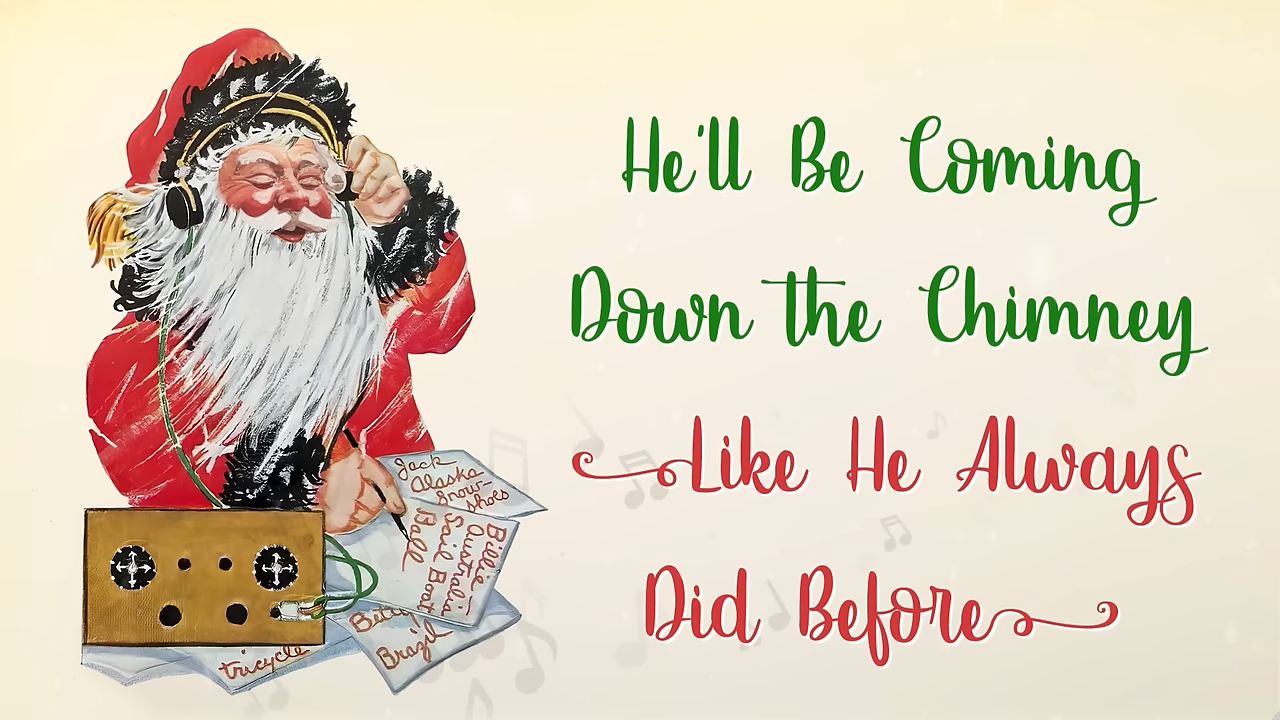 He'll Be Coming
Down the Chimney
Like He Always
Did Before
Jack
Alaska
Snow-
shoes
Ball
Billie
Australia
Sail Boat
Betty
Brazil
tricycle